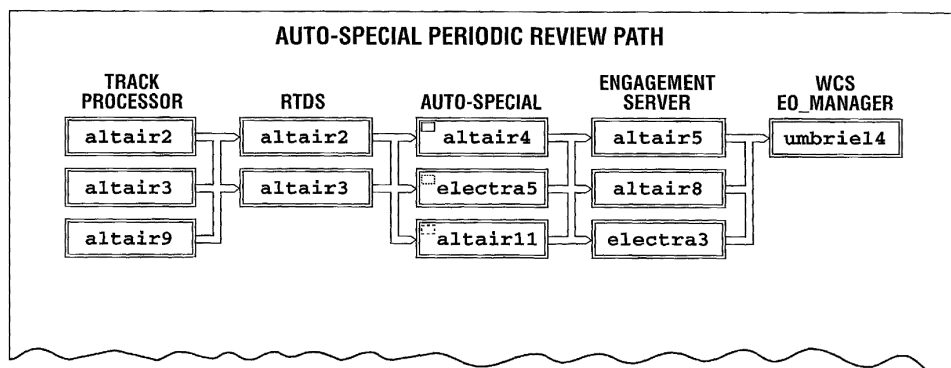 AUTO-SPECIAL PERIODIC REVIEW PATH
TRACK
PROCESSOR
altair2
altair3
altair9
RTDS
altair2
altair3
AUTO-SPECIAL
altair4
electra5
altair11
ENGAGEMENT
SERVER
altair5
altair8
electra3
WCS
EO_MANAGER
umbriel4